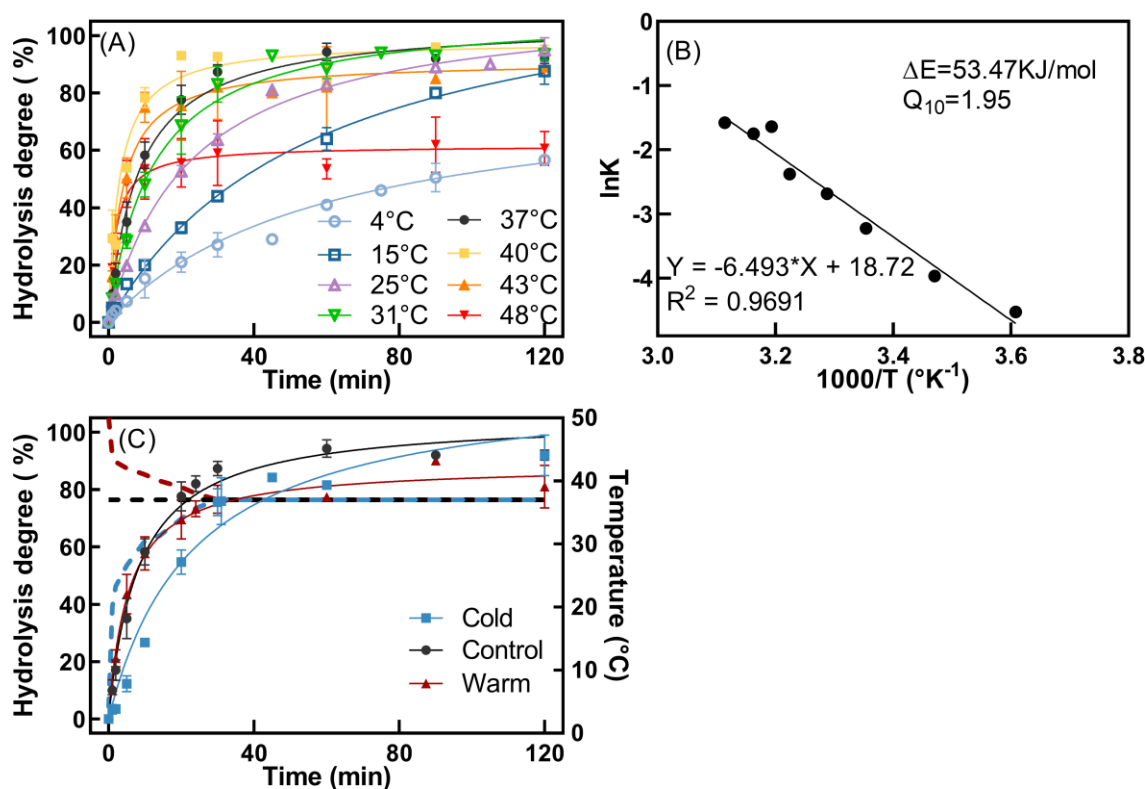 (A)
Hydrolysis degree ( %)
100
80
60
40
20
0
0
40
80
120
Time (min)
4°C
15°C
25°C
31°C
37°C
40°C
43°C
48°C
(B)
lnK
0
-1
-2
-3
-4
3.0
3.2
3.4
3.6
3.8
1000/T (°K⁻¹)
ΔE=53.47KJ/mol
Q₁₀=1.95
Y = -6.493*X + 18.72
R² = 0.9691
(C)
Hydrolysis degree ( %)
100
80
60
40
20
0
0
40
80
120
Time (min)
50
40
30
20
10
0
Temperature (°C)
Cold
Control
Warm